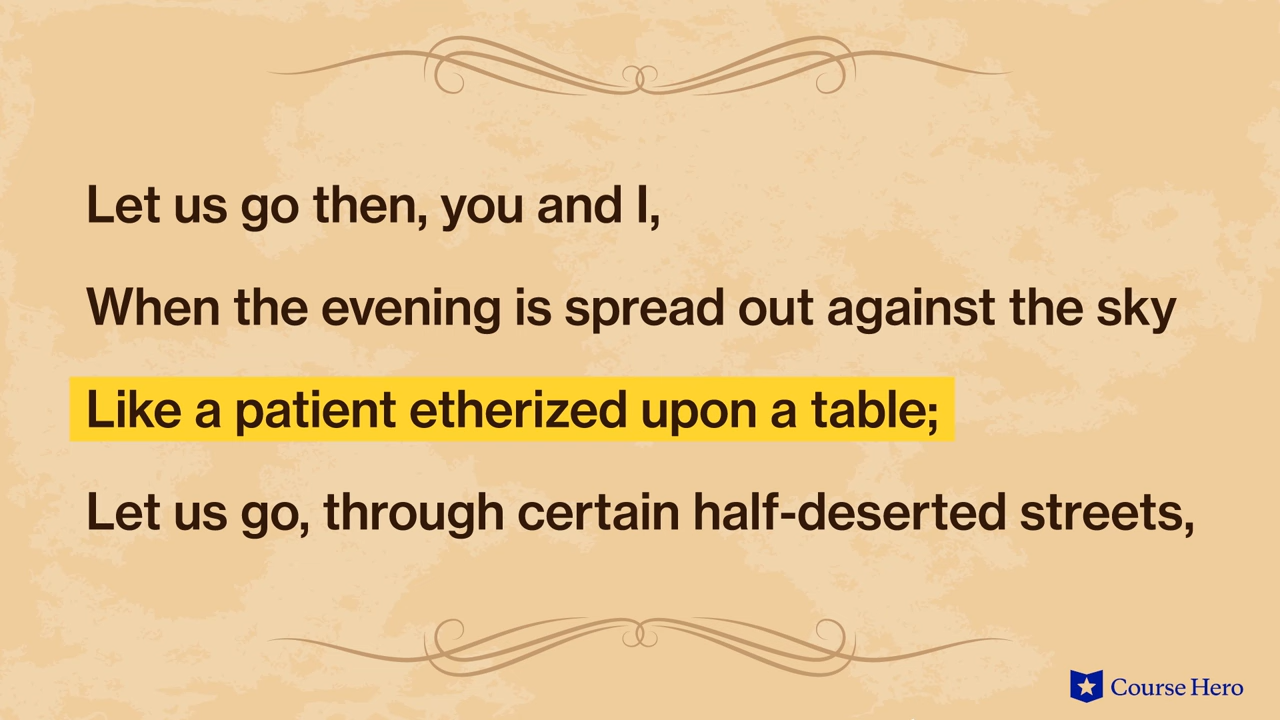 Let us go then, you and I,
When the evening is spread out against the sky
Like a patient etherized upon a table;
Let us go, through certain half-deserted streets,
Course Hero